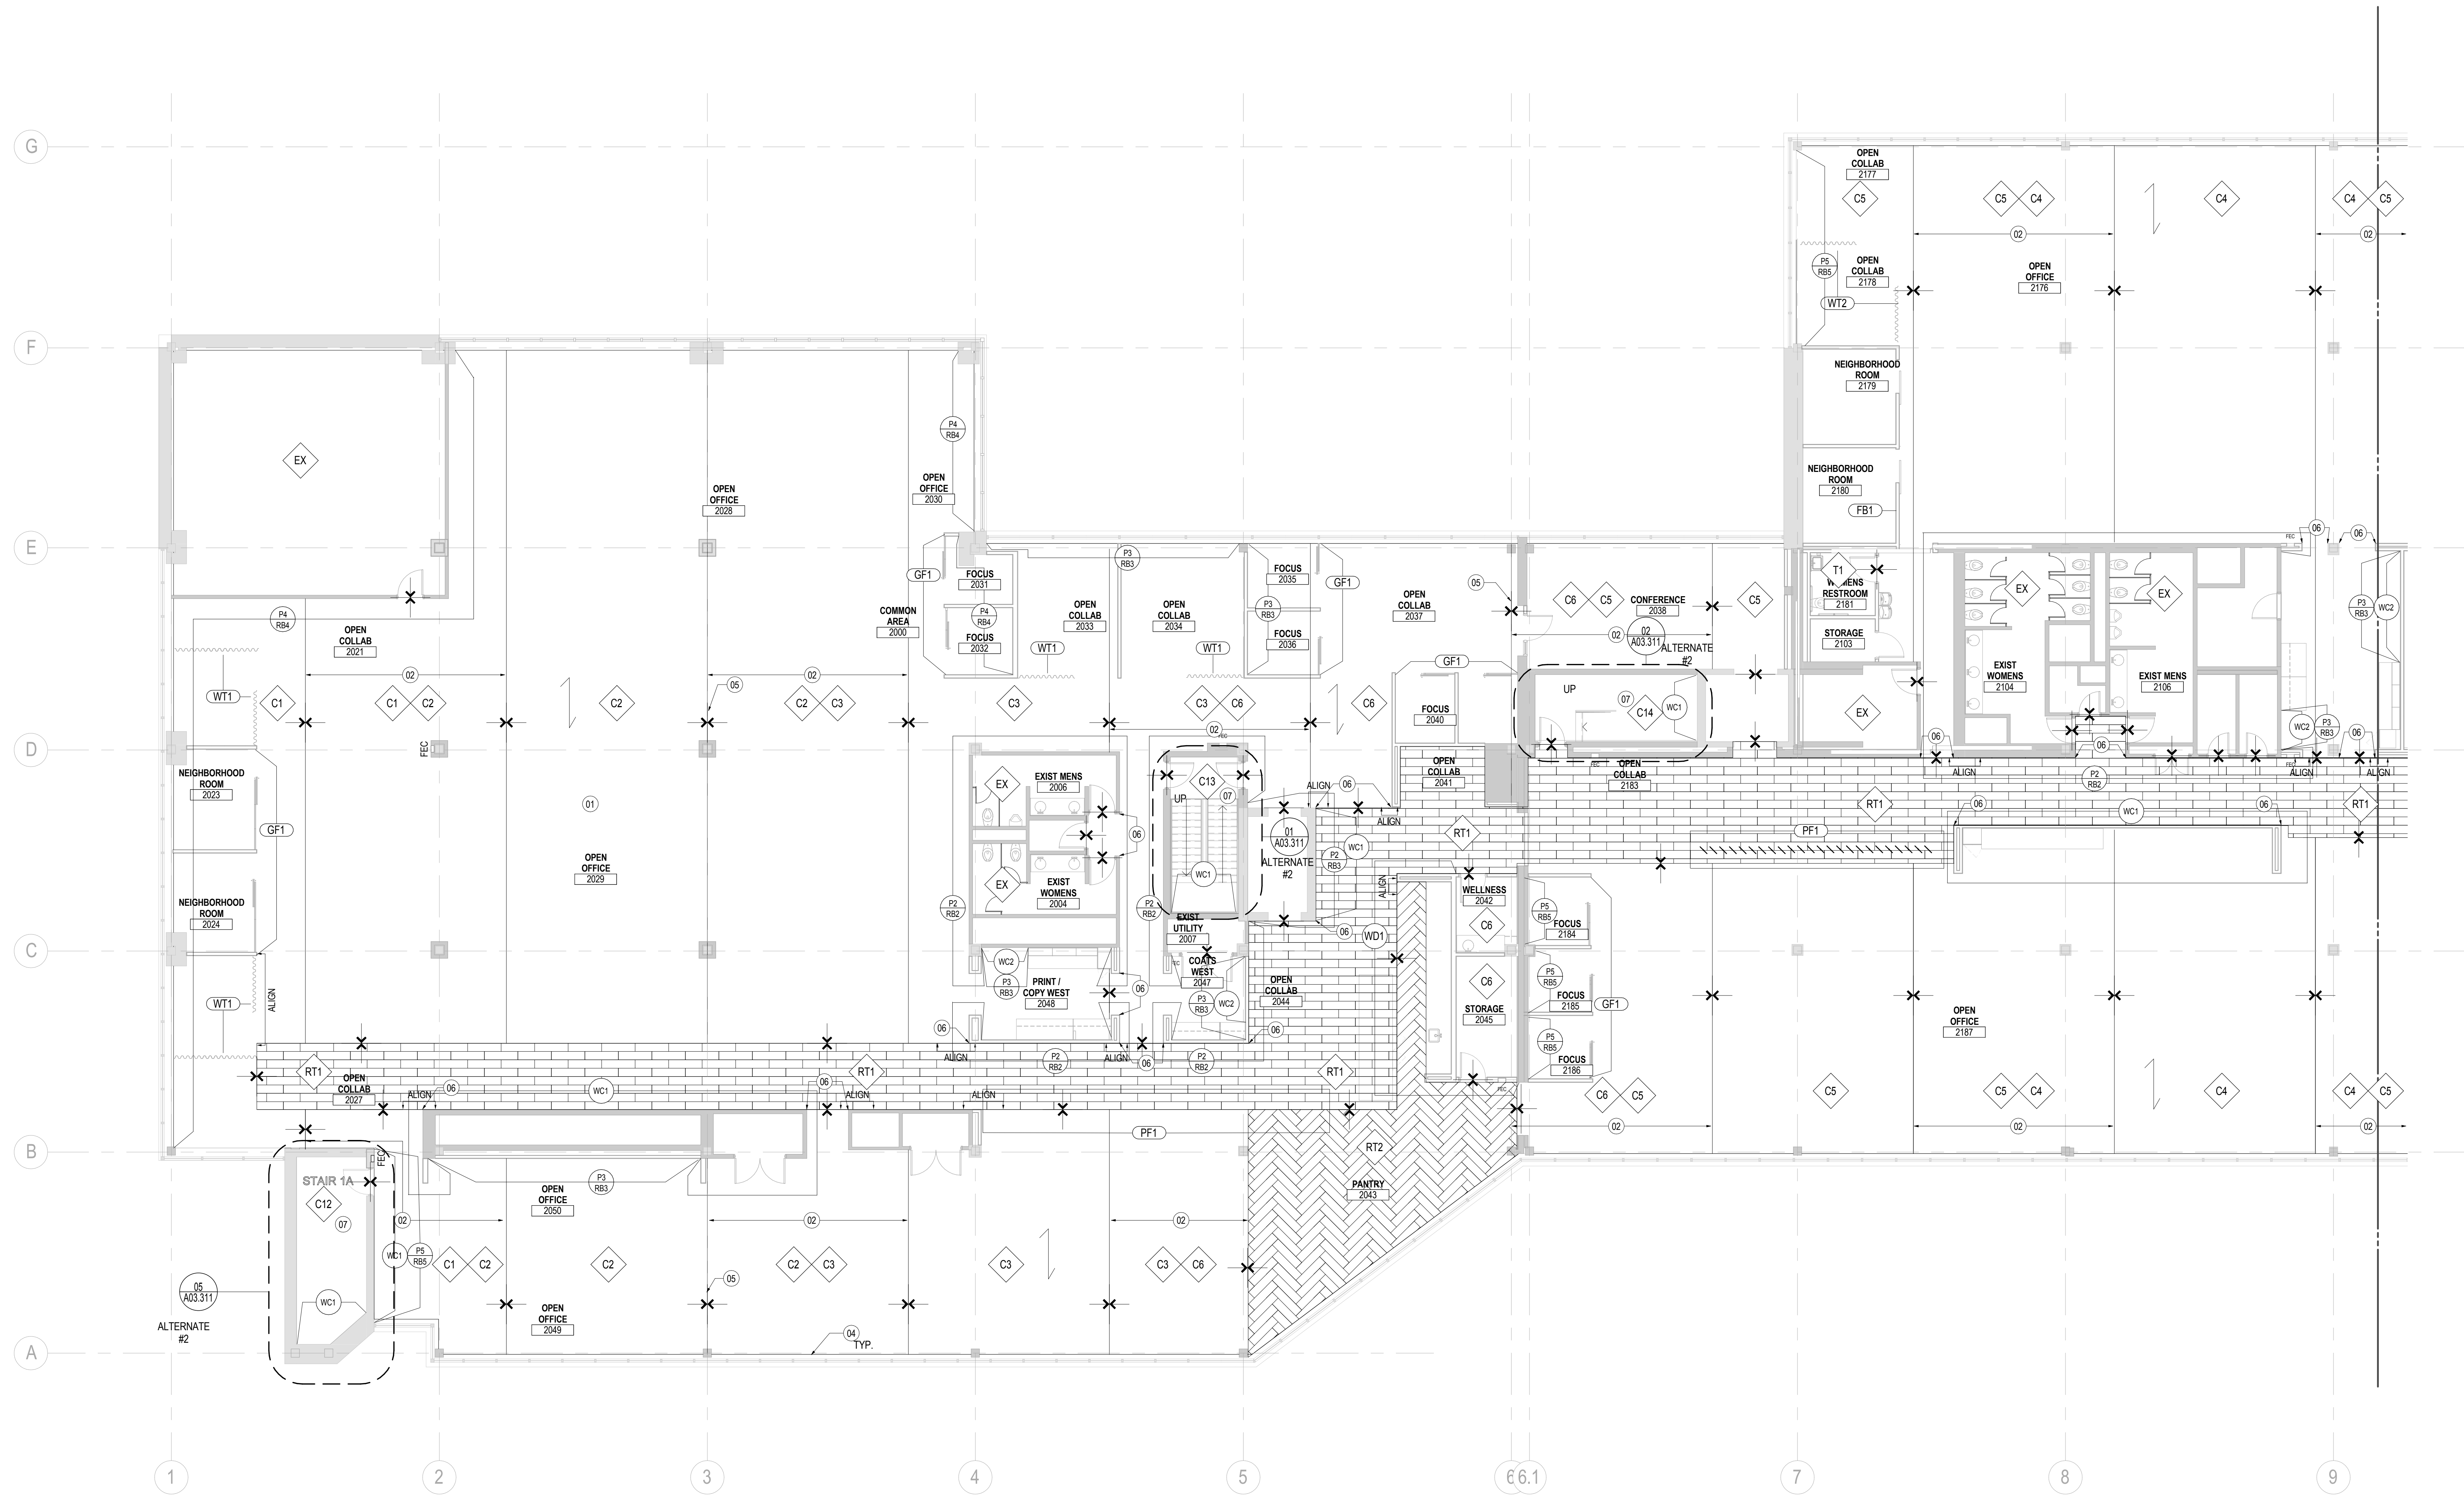 G
OPEN
COLLAB
2177
C5
C5
C4
C4
C4
C5
02
02
P5
RB5
OPEN
COLLAB
2178
OPEN
OFFICE
2176
WT2
F
NEIGHBORHOOD
ROOM
2179
P4
RB4
EX
OPEN
OFFICE
2028
OPEN
OFFICE
2030
NEIGHBORHOOD
ROOM
2180
FB1
06
06
FEC
E
P3
RB3
GF1
FOCUS
2031
FOCUS
2035
GF1
05
T1
WOMENS
RESTROOM
2181
EX
EX
P4
RB4
OPEN
COLLAB
2021
COMMON
AREA
2000
P4
RB4
FOCUS
2032
OPEN
COLLAB
2033
OPEN
COLLAB
2034
P3
RB3
FOCUS
2036
OPEN
COLLAB
2037
C6
C5
CONFERENCE
2038
C5
02
02
A03.311
ALTERNATE
#2
STORAGE
2103
P3
RB3
WC2
WT1
WT1
GF1
02
05
02
EXIST
WOMENS
2104
EXIST MENS
2106
WT1
C1
C1
C2
C2
C2
C3
C3
C3
C6
C6
FOCUS
2040
UP
07
C14
WC1
EX
02
FEC
WC2
P3
RB3
06
06
D
FEC
NEIGHBORHOOD
ROOM
2023
EX
EXIST MENS
2006
C13
UP
07
ALIGN
06
OPEN
COLLAB
2041
FEC
OPEN
COLLAB
2183
ALIGN
P2
RB2
FEC
ALIGN
ALIGN
01
RT1
RT1
WC1
06
06
GF1
06
01
A03.311
ALTERNATE
#2
ALIGN
P2
RB3
WC1
RT1
PF1
OPEN
OFFICE
2029
EX
EXIST
WOMENS
2004
WC1
ALIGN
WELLNESS
2042
NEIGHBORHOOD
ROOM
2024
P2
RB2
P2
RB2
EXIST
UTILITY
2007
06
WD1
C6
P5
RB5
FOCUS
2184
C
WC2
P3
RB3
PRINT /
COPY WEST
2048
06
FEC
COATS
WEST
2047
P3
RB3
WC2
OPEN
COLLAB
2044
C6
P5
RB5
FOCUS
2185
GF1
WT1
ALIGN
STORAGE
2045
OPEN
OFFICE
2187
06
06
P5
RB5
FOCUS
2186
RT1
OPEN
COLLAB
2027
ALIGN
06
WC1
06
RT1
ALIGN
ALIGN
P2
RB2
ALIGN
06
P2
RB2
RT1
FEC
C6
C5
C5
C5
C4
C4
C4
C5
PF1
02
02
02
B
FEC
STAIR 1A
C12
07
P3
RB3
OPEN
OFFICE
2050
RT2
PANTRY
2043
02
02
02
WC1
P5
RB5
C1
C2
C2
C2
C3
C3
C3
C6
05
A03.311
WC1
05
ALTERNATE
#2
OPEN
OFFICE
2049
04
TYP.
A
1
2
3
4
5
6
6.1
7
8
9